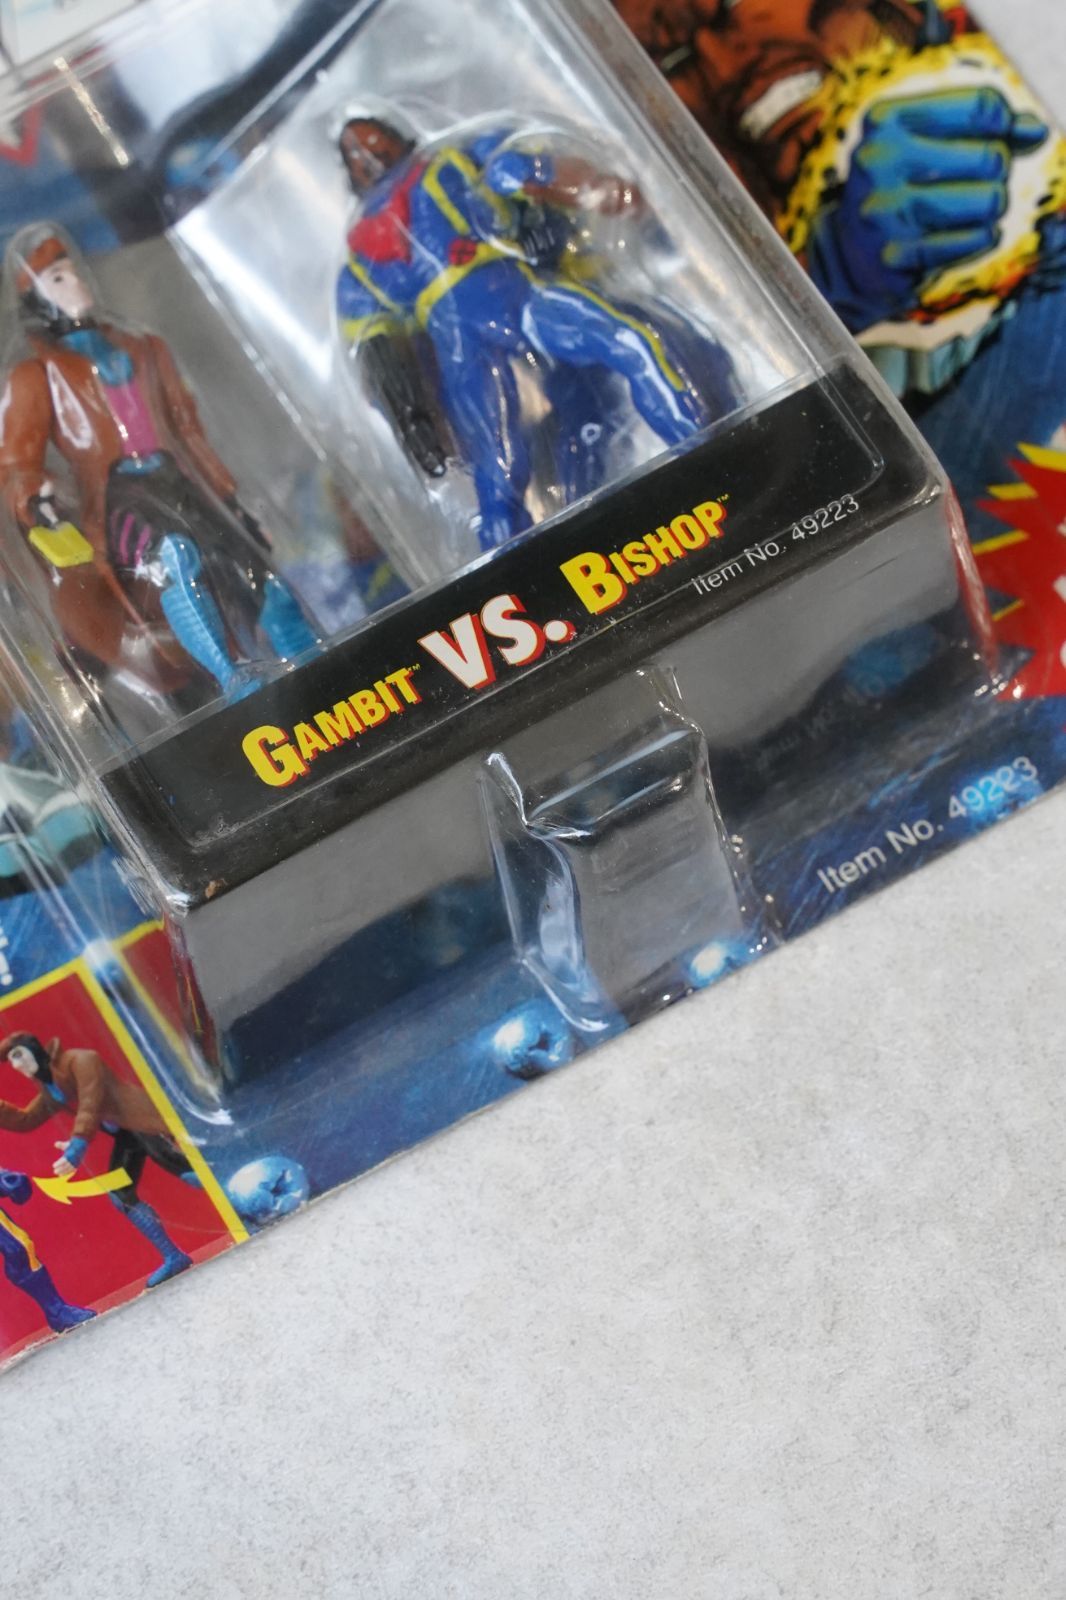 GAMBIT™ VS. BISHOP™
Item No. 49223
Item No. 49223